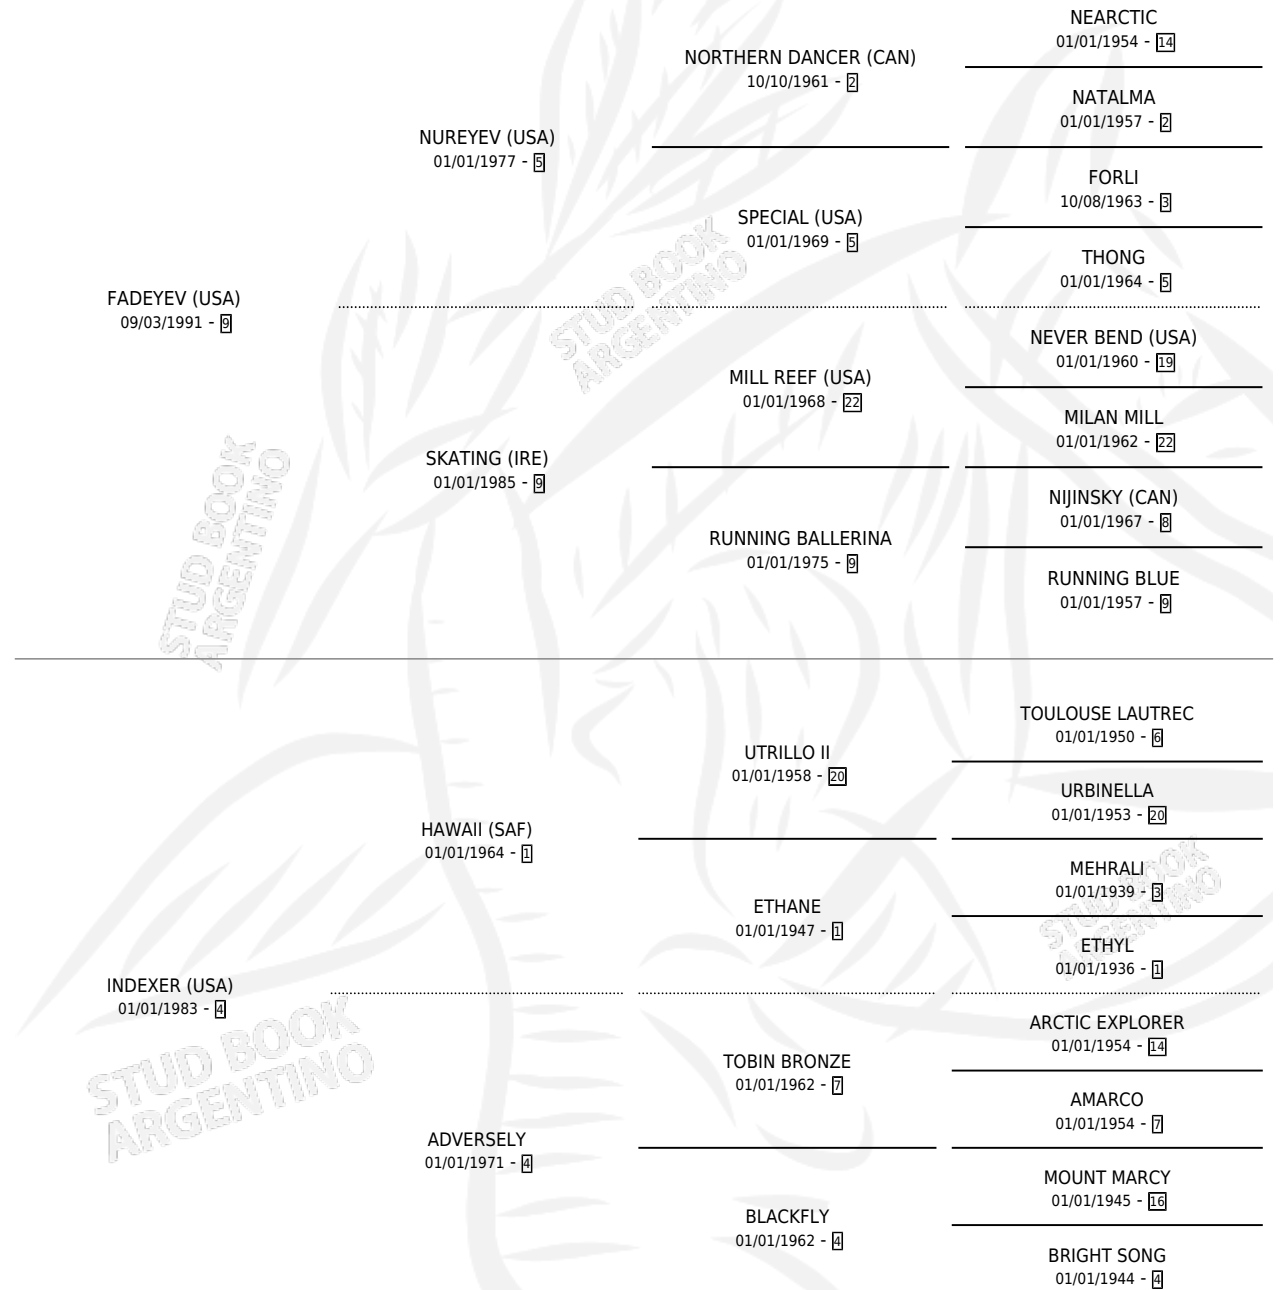 NEARCTIC
01/01/1954 - 14
NORTHERN DANCER (CAN)
10/10/1961 - 2
NATALMA
01/01/1957 - 2
NUREYEV (USA)
01/01/1977 - 5
FORLI
10/08/1963 - 3
SPECIAL (USA)
01/01/1969 - 5
THONG
01/01/1964 - 5
FADEYEV (USA)
09/03/1991 - 9
NEVER BEND (USA)
01/01/1960 - 19
MILL REEF (USA)
01/01/1968 - 22
MILAN MILL
01/01/1962 - 22
SKATING (IRE)
01/01/1985 - 9
NIJINSKY (CAN)
01/01/1967 - 8
RUNNING BALLERINA
01/01/1975 - 9
RUNNING BLUE
01/01/1957 - 9
TOULOUSE LAUTREC
01/01/1950 - 6
UTRILLO II
01/01/1958 - 20
URBINELLA
01/01/1953 - 20
HAWAII (SAF)
01/01/1964 - 1
MEHRALI
01/01/1939 - 3
ETHANE
01/01/1947 - 1
ETHYL
01/01/1936 - 1
INDEXER (USA)
01/01/1983 - 4
ARCTIC EXPLORER
01/01/1954 - 14
TOBIN BRONZE
01/01/1962 - 7
AMARCO
01/01/1954 - 7
ADVERSELY
01/01/1971 - 4
MOUNT MARCY
01/01/1945 - 16
BLACKFLY
01/01/1962 - 4
BRIGHT SONG
01/01/1944 - 4
STUD BOOK
ARGENTINO
STUD BOOK
ARGENTINO
STUD BOOK
ARGENTINO
STUD BOOK
ARGENTINO